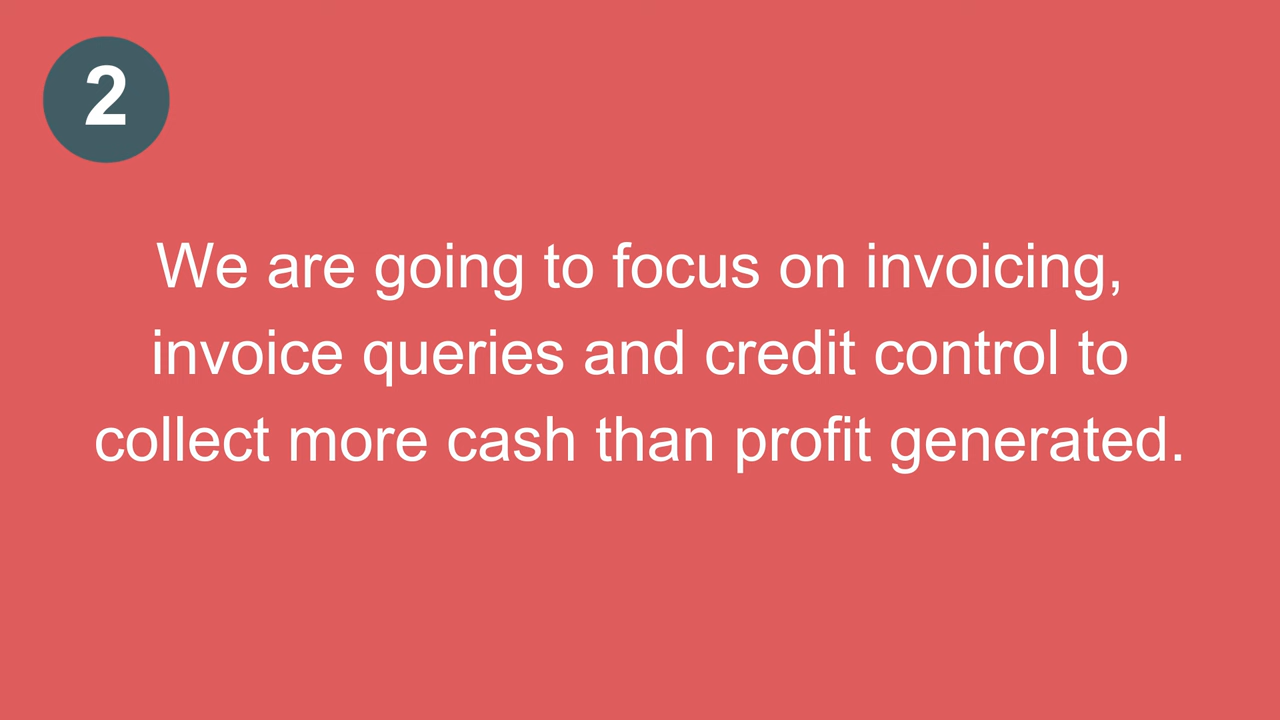 2
We are going to focus on invoicing,
invoice queries and credit control to
collect more cash than profit generated.